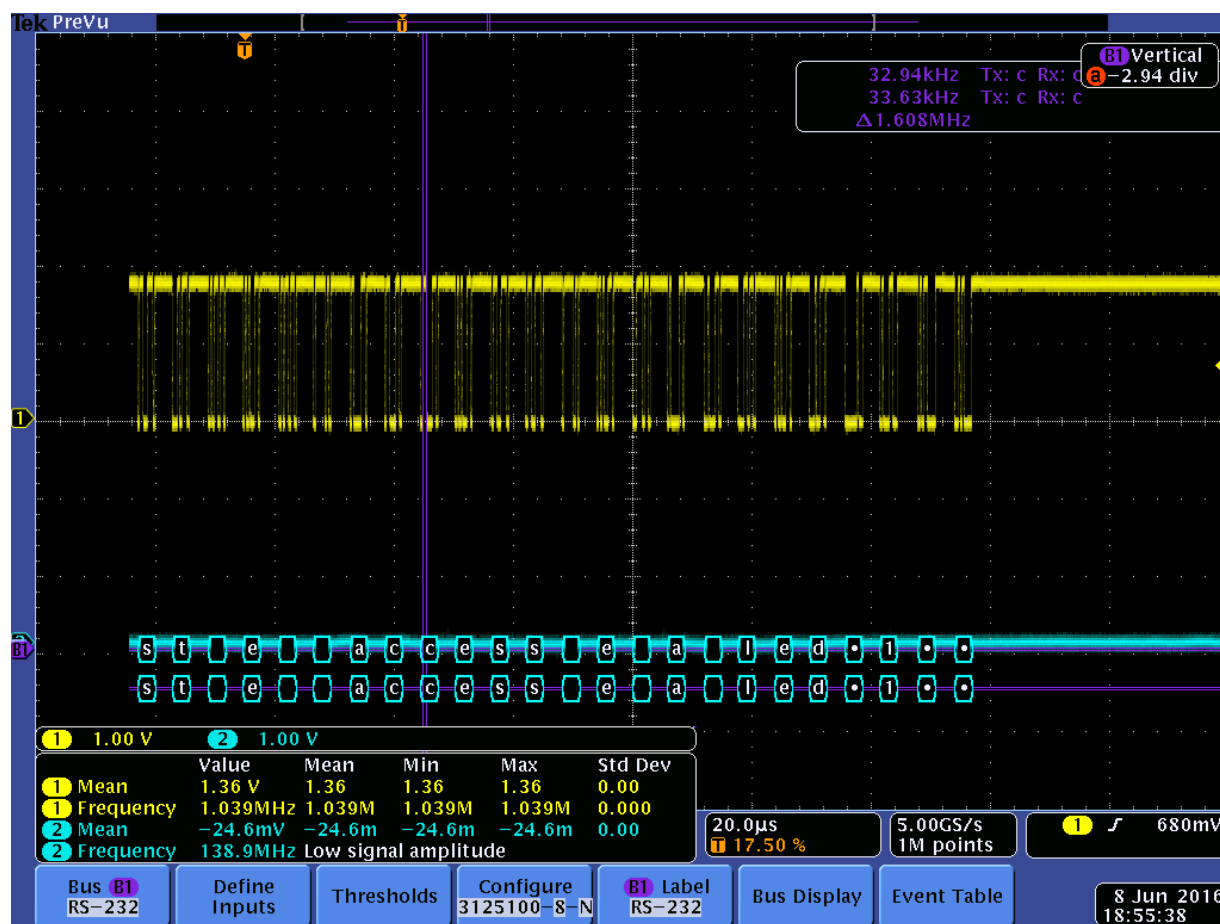 Tek PreVu
T
T
B1 Vertical
a -2.94 div
32.94kHz Tx: c Rx: c
33.63kHz Tx: c Rx: c
Δ1.608MHz
1
B1
s t e a c c e s s e a l e d • 1 • •
s t e a c c e s s e a l e d • 1 • •
1 1.00 V 2 1.00 V
Value Mean Min Max Std Dev
1 Mean 1.36 V 1.36 1.36 1.36 0.00
1 Frequency 1.039MHz 1.039M 1.039M 1.039M 0.000
2 Mean -24.6mV -24.6m -24.6m -24.6m 0.00
2 Frequency 138.9MHz Low signal amplitude
20.0µs
T 17.50 %
5.00GS/s
1M points
1 680mV
Bus B1
RS-232
Define
Inputs
Thresholds
Configure
3125100-8-N
B1 Label
RS-232
Bus Display
Event Table
8 Jun 2016
18:55:38